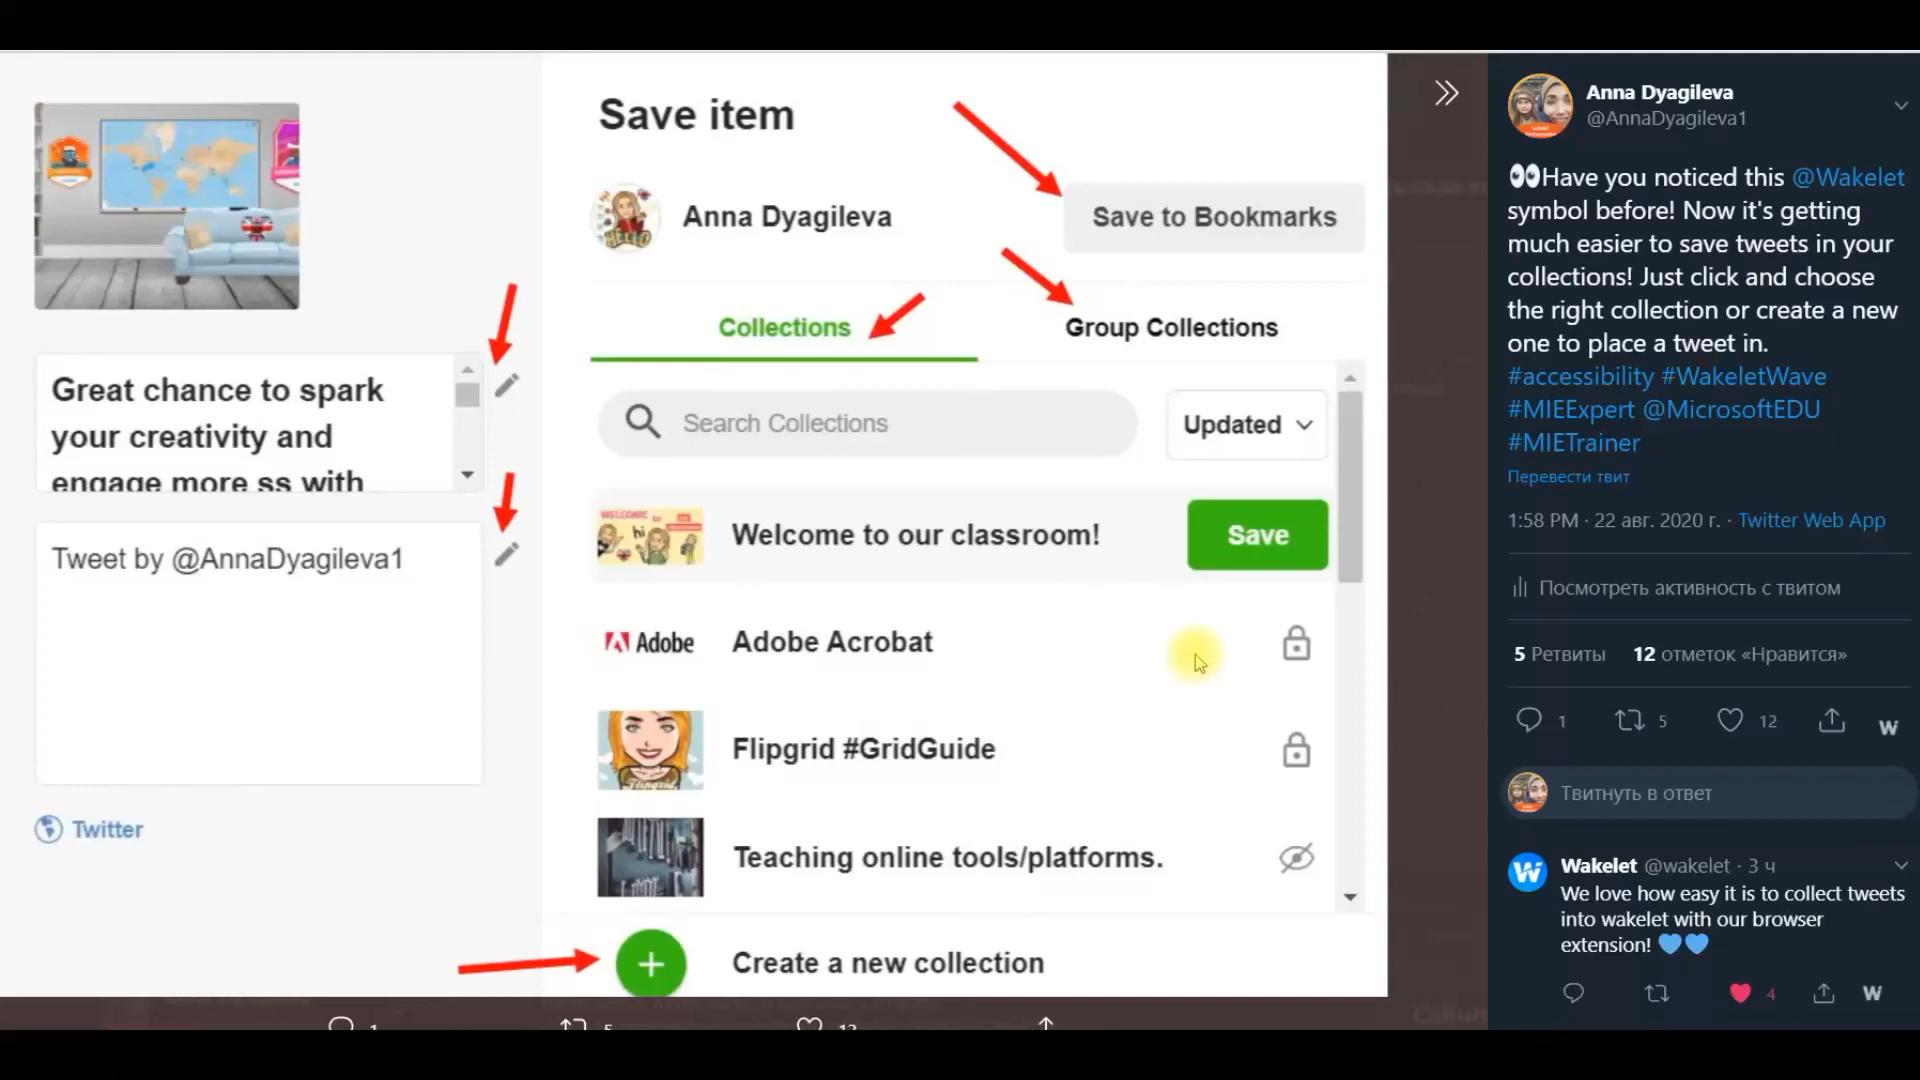 Save item
Anna Dyagileva
Save to Bookmarks
HELLO
Collections
Group Collections
Great chance to spark
your creativity and
engage more ss with
Search Collections
Updated
WELCOME to
hi
Welcome to our classroom!
Save
Tweet by @AnnaDyagileva1
Adobe
Adobe Acrobat
Flipgrid #GridGuide
Teaching online tools/platforms.
Twitter
Create a new collection
Anna Dyagileva
@AnnaDyagileva1
👀Have you noticed this @Wakelet
symbol before! Now it's getting
much easier to save tweets in your
collections! Just click and choose
the right collection or create a new
one to place a tweet in.
#accessibility #WakeletWave
#MIEExpert @MicrosoftEDU
#MIETrainer
Перевести твит
1:58 PM · 22 авг. 2020 г. · Twitter Web App
Посмотреть активность с твитом
5 Ретвиты 12 отметок «Нравится»
1 5 12 W
Твитнуть в ответ
Wakelet @wakelet · 3 ч
We love how easy it is to collect tweets
into wakelet with our browser
extension! 💙💙
4 W